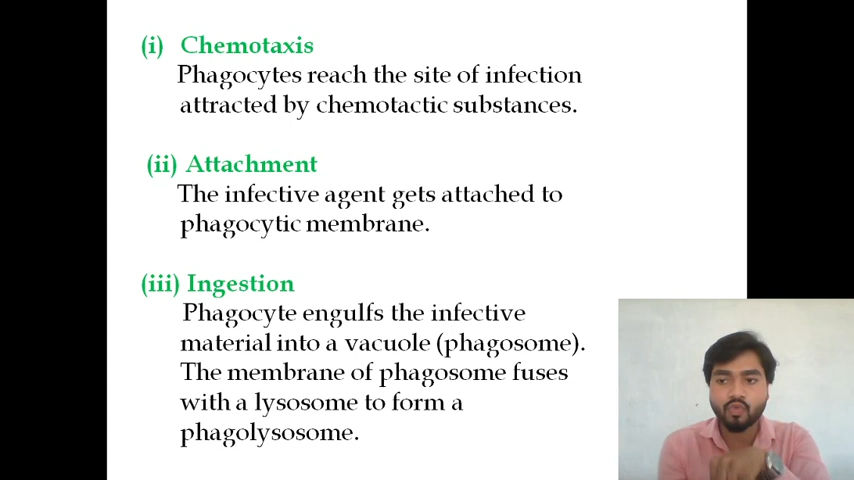 (i) Chemotaxis
Phagocytes reach the site of infection
attracted by chemotactic substances.
(ii) Attachment
The infective agent gets attached to
phagocytic membrane.
(iii) Ingestion
Phagocyte engulfs the infective
material into a vacuole (phagosome).
The membrane of phagosome fuses
with a lysosome to form a
phagolysosome.